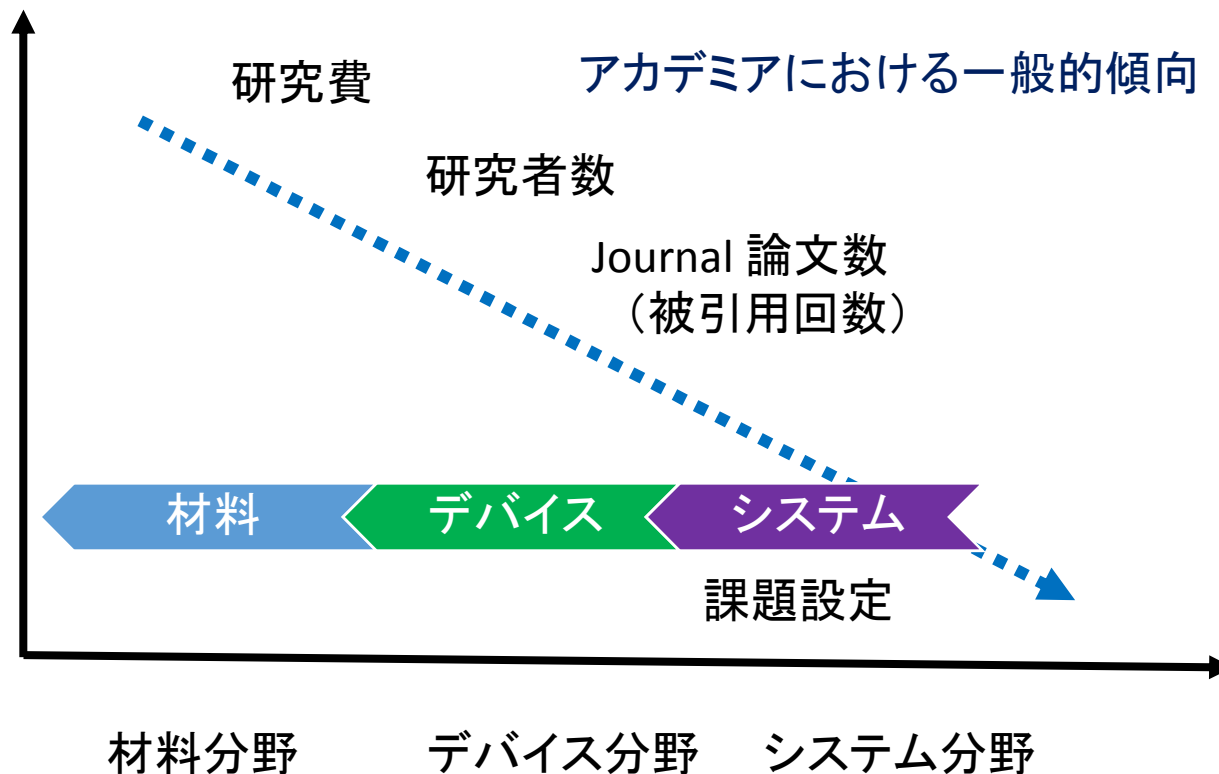 アカデミアにおける一般的傾向
研究費
研究者数
Journal 論文数
（被引用回数）
材料
デバイス
システム
課題設定
材料分野
デバイス分野
システム分野